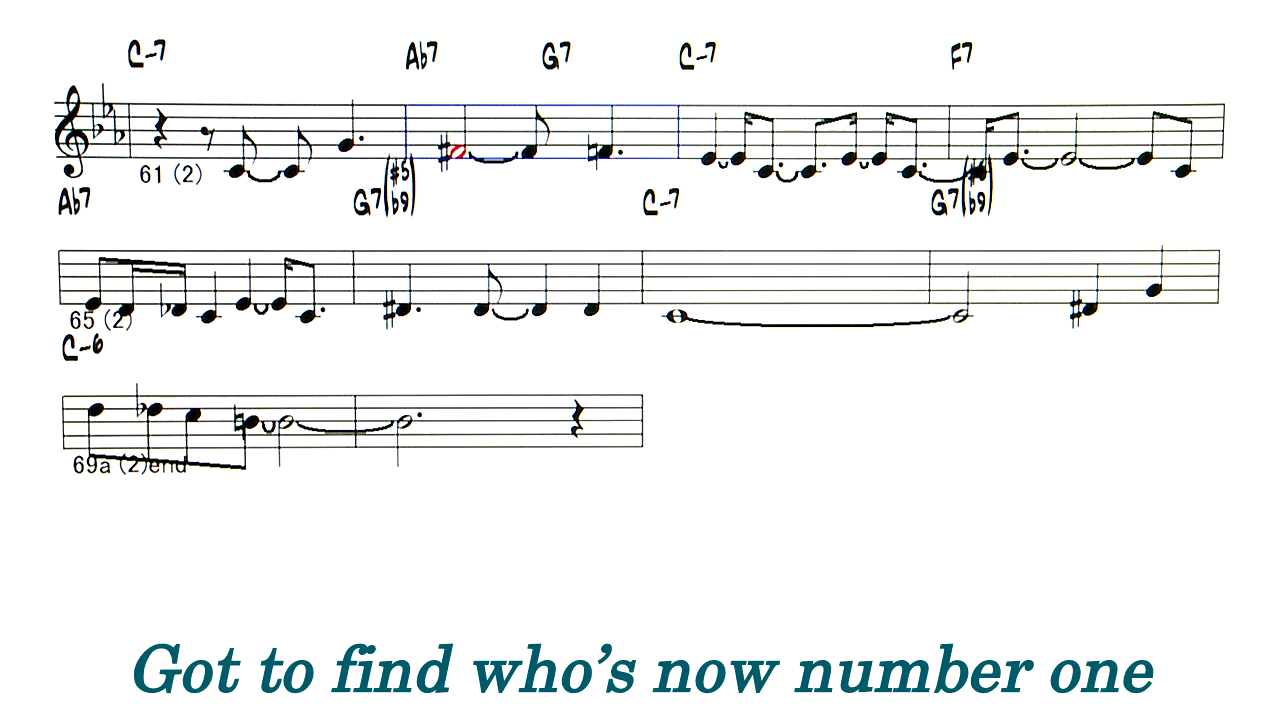 C-7 Ab7 G7 C-7 F7
61 (2)
Ab7 G7(#5 b9) C-7 G7(#5 b9)
65 (2)
C-6
69a (2)end
Got to find who’s now number one